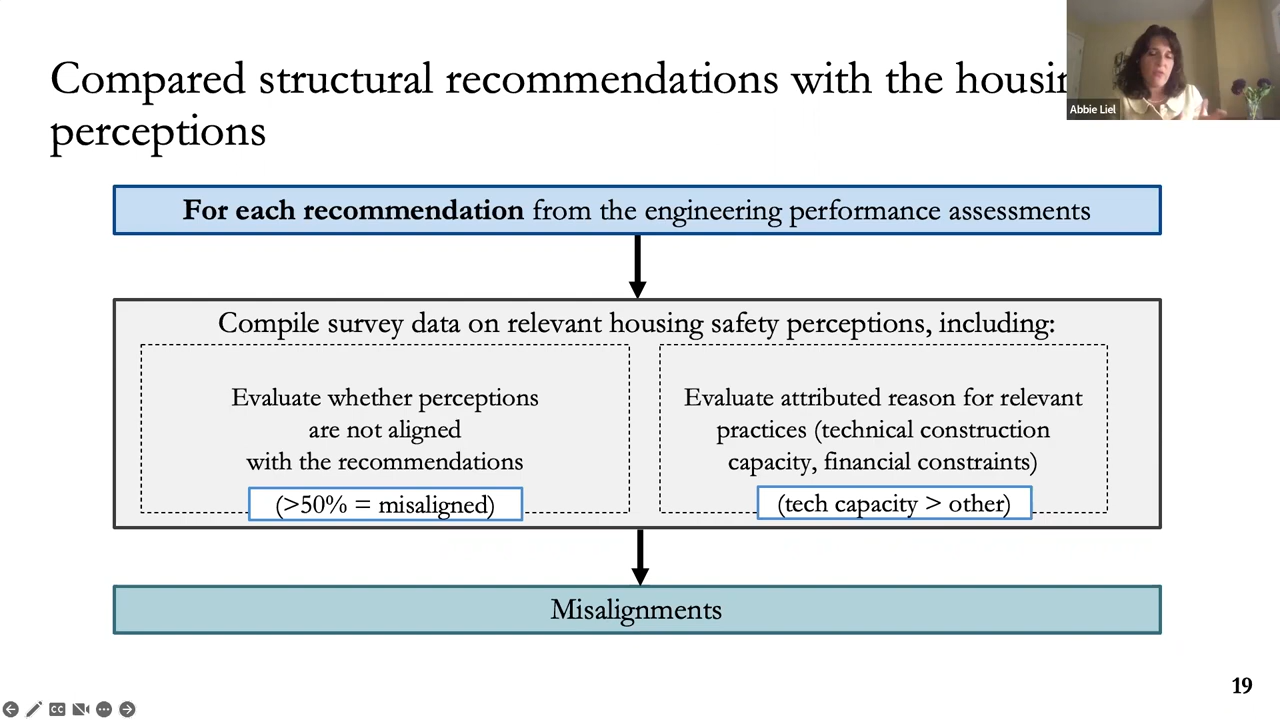 Compared structural recommendations with the
perceptions
Abbie Liel
For each recommendation from the engineering performance assessments
Compile survey data on relevant housing safety perceptions, including:
Evaluate whether perceptions
are not aligned
with the recommendations
(>50% = misaligned)
Evaluate attributed reason for relevant
practices (technical construction
capacity, financial constraints)
(tech capacity > other)
Misalignments
19
CC